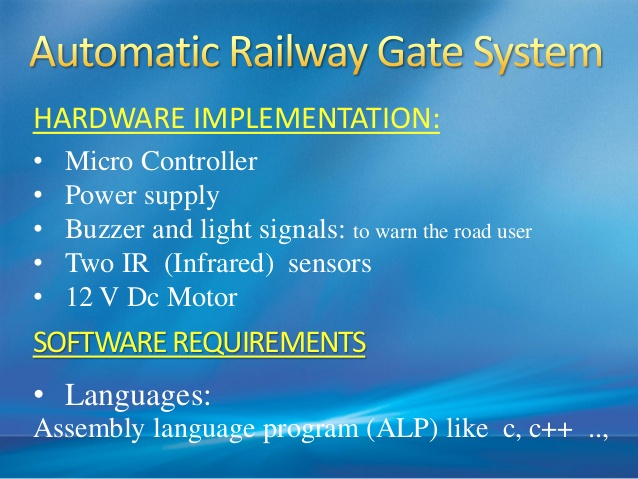 Automatic Railway Gate System
HARDWARE IMPLEMENTATION:
• Micro Controller
• Power supply
• Buzzer and light signals: to warn the road user
• Two IR (Infrared) sensors
• 12 V Dc Motor
SOFTWARE REQUIREMENTS
• Languages:
Assembly language program (ALP) like c, c++ ..,